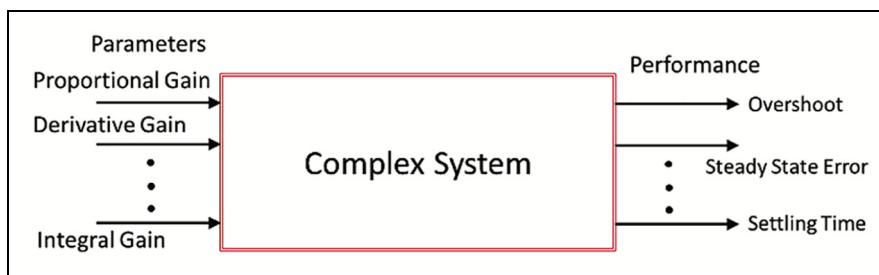 Parameters
Proportional Gain
Derivative Gain
Integral Gain
Complex System
Performance
Overshoot
Steady State Error
Settling Time